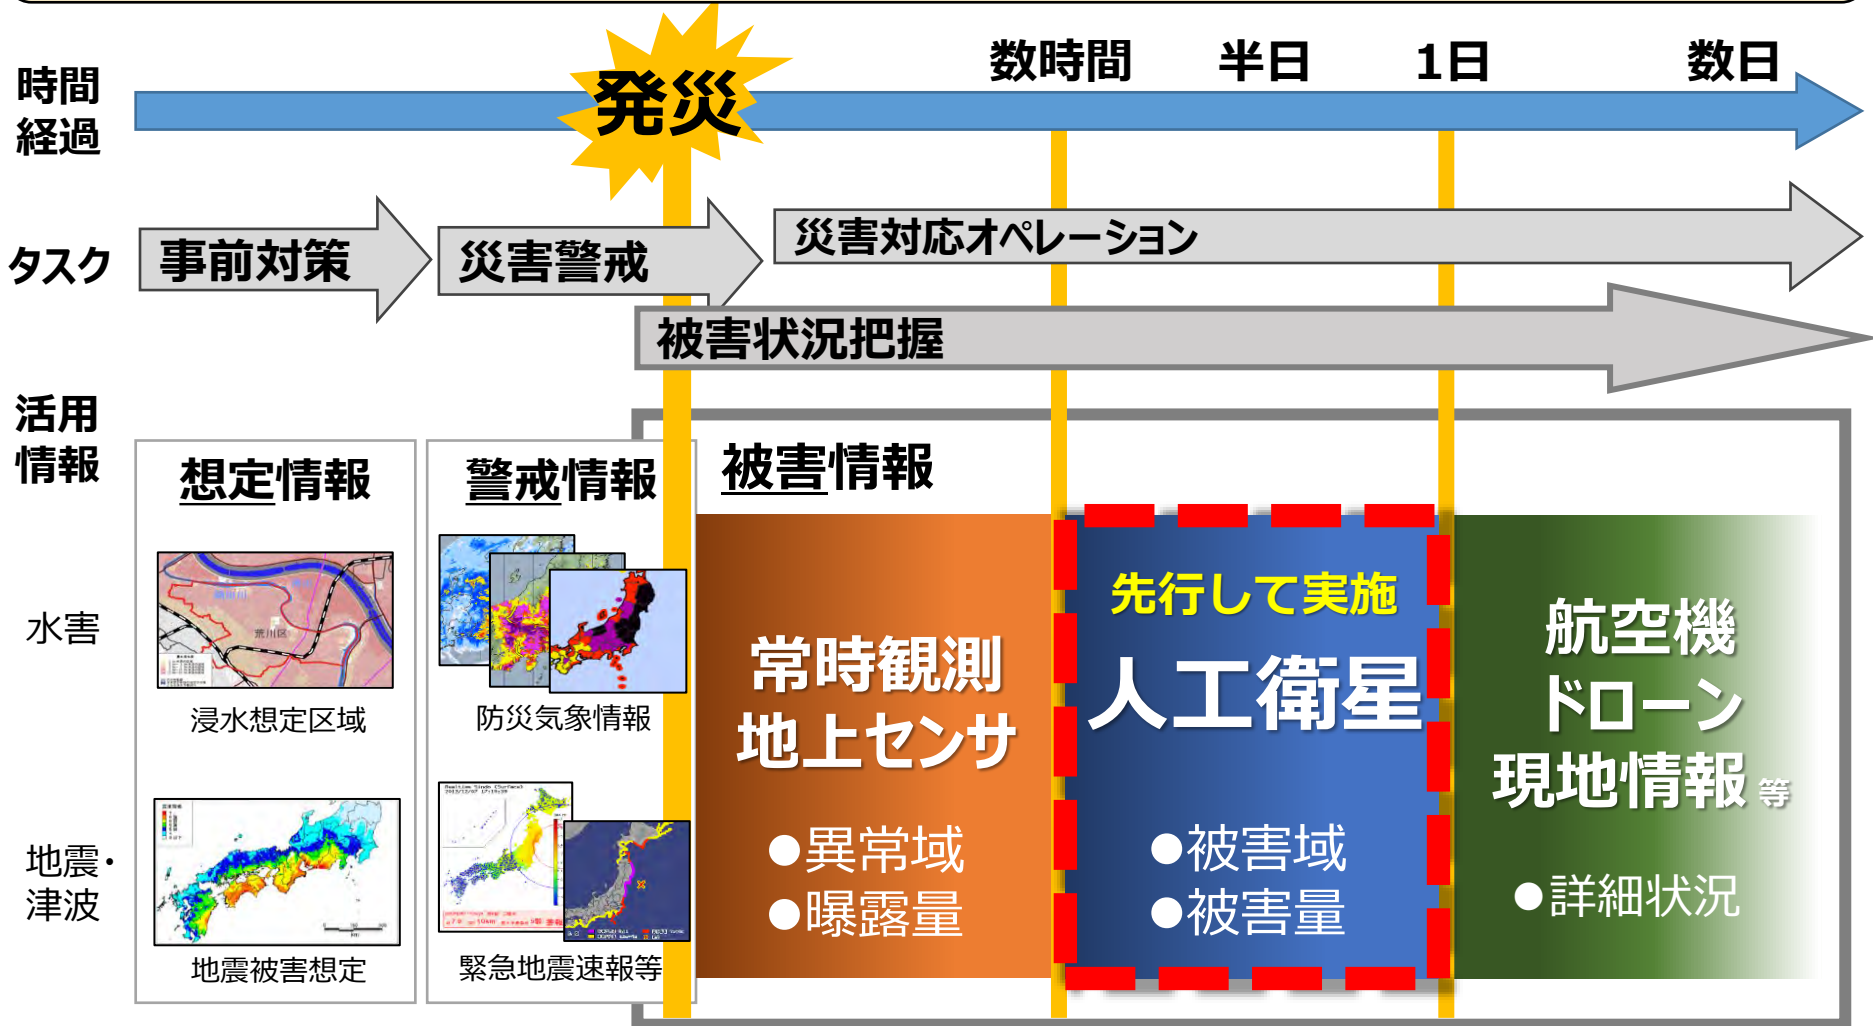 時間
経過
発災
数時間
半日
1日
数日
タスク
事前対策
災害警戒
災害対応オペレーション
被害状況把握
活用
情報
想定情報
警戒情報
被害情報
水害
荒川区
浸水想定区域
防災気象情報
地震・
津波
地震被害想定
緊急地震速報等
常時観測
地上センサ
●異常域
●曝露量
先行して実施
人工衛星
●被害域
●被害量
航空機
ドローン
現地情報 等
●詳細状況